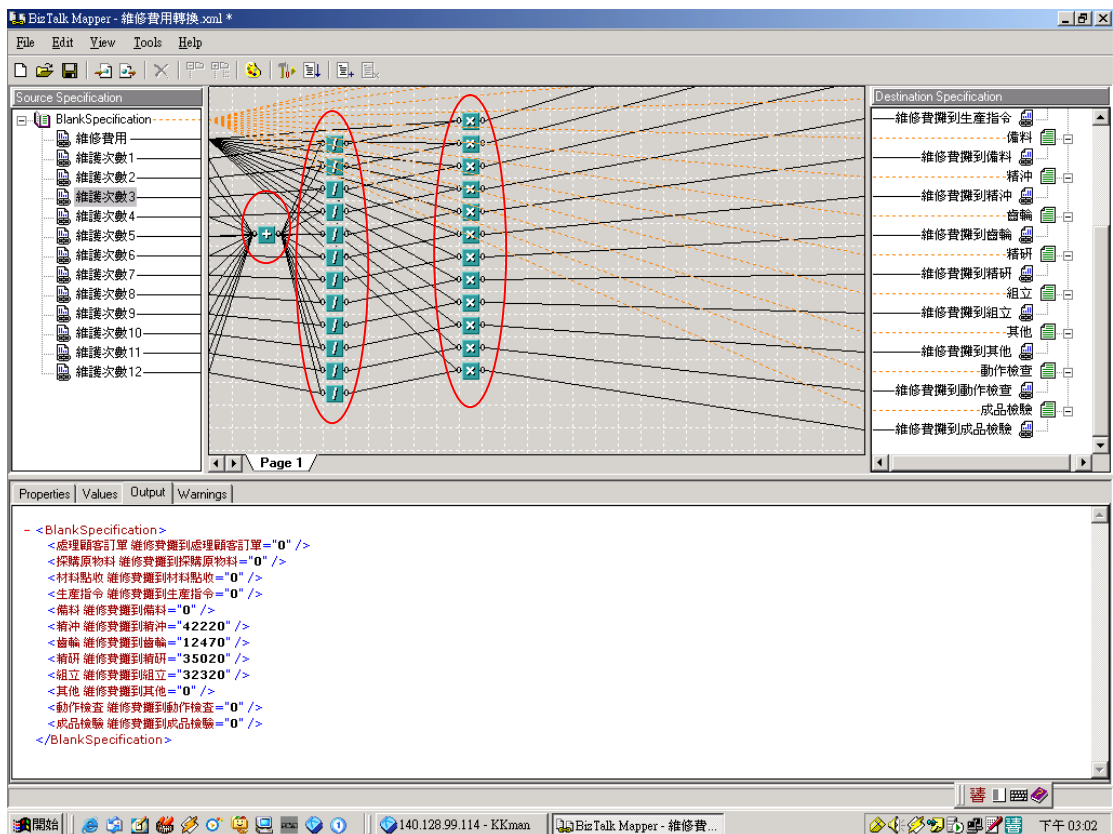 BizTalk Mapper - 維修費用轉換.xml *
File Edit View Tools Help
Source Specification
BlankSpecification
維修費用
維護次數1
維護次數2
維護次數3
維護次數4
維護次數5
維護次數6
維護次數7
維護次數8
維護次數9
維護次數10
維護次數11
維護次數12
Page 1
Destination Specification
維修費攤到生產指令
備料
維修費攤到備料
精沖
維修費攤到精沖
齒輪
維修費攤到齒輪
精研
維修費攤到精研
組立
維修費攤到組立
其他
維修費攤到其他
動作檢查
維修費攤到動作檢查
成品檢驗
維修費攤到成品檢驗
Properties Values Output Warnings
- <BlankSpecification>
<處理顧客訂單 維修費攤到處理顧客訂單="0" />
<採購原物料 維修費攤到採購原物料="0" />
<材料點收 維修費攤到材料點收="0" />
<生產指令 維修費攤到生產指令="0" />
<備料 維修費攤到備料="0" />
<精沖 維修費攤到精沖="42220" />
<齒輪 維修費攤到齒輪="12470" />
<精研 維修費攤到精研="35020" />
<組立 維修費攤到組立="32320" />
<其他 維修費攤到其他="0" />
<動作檢查 維修費攤到動作檢查="0" />
<成品檢驗 維修費攤到成品檢驗="0" />
</BlankSpecification>
開始 140.128.99.114 - KKman BizTalk Mapper - 維修費... 下午 03:02